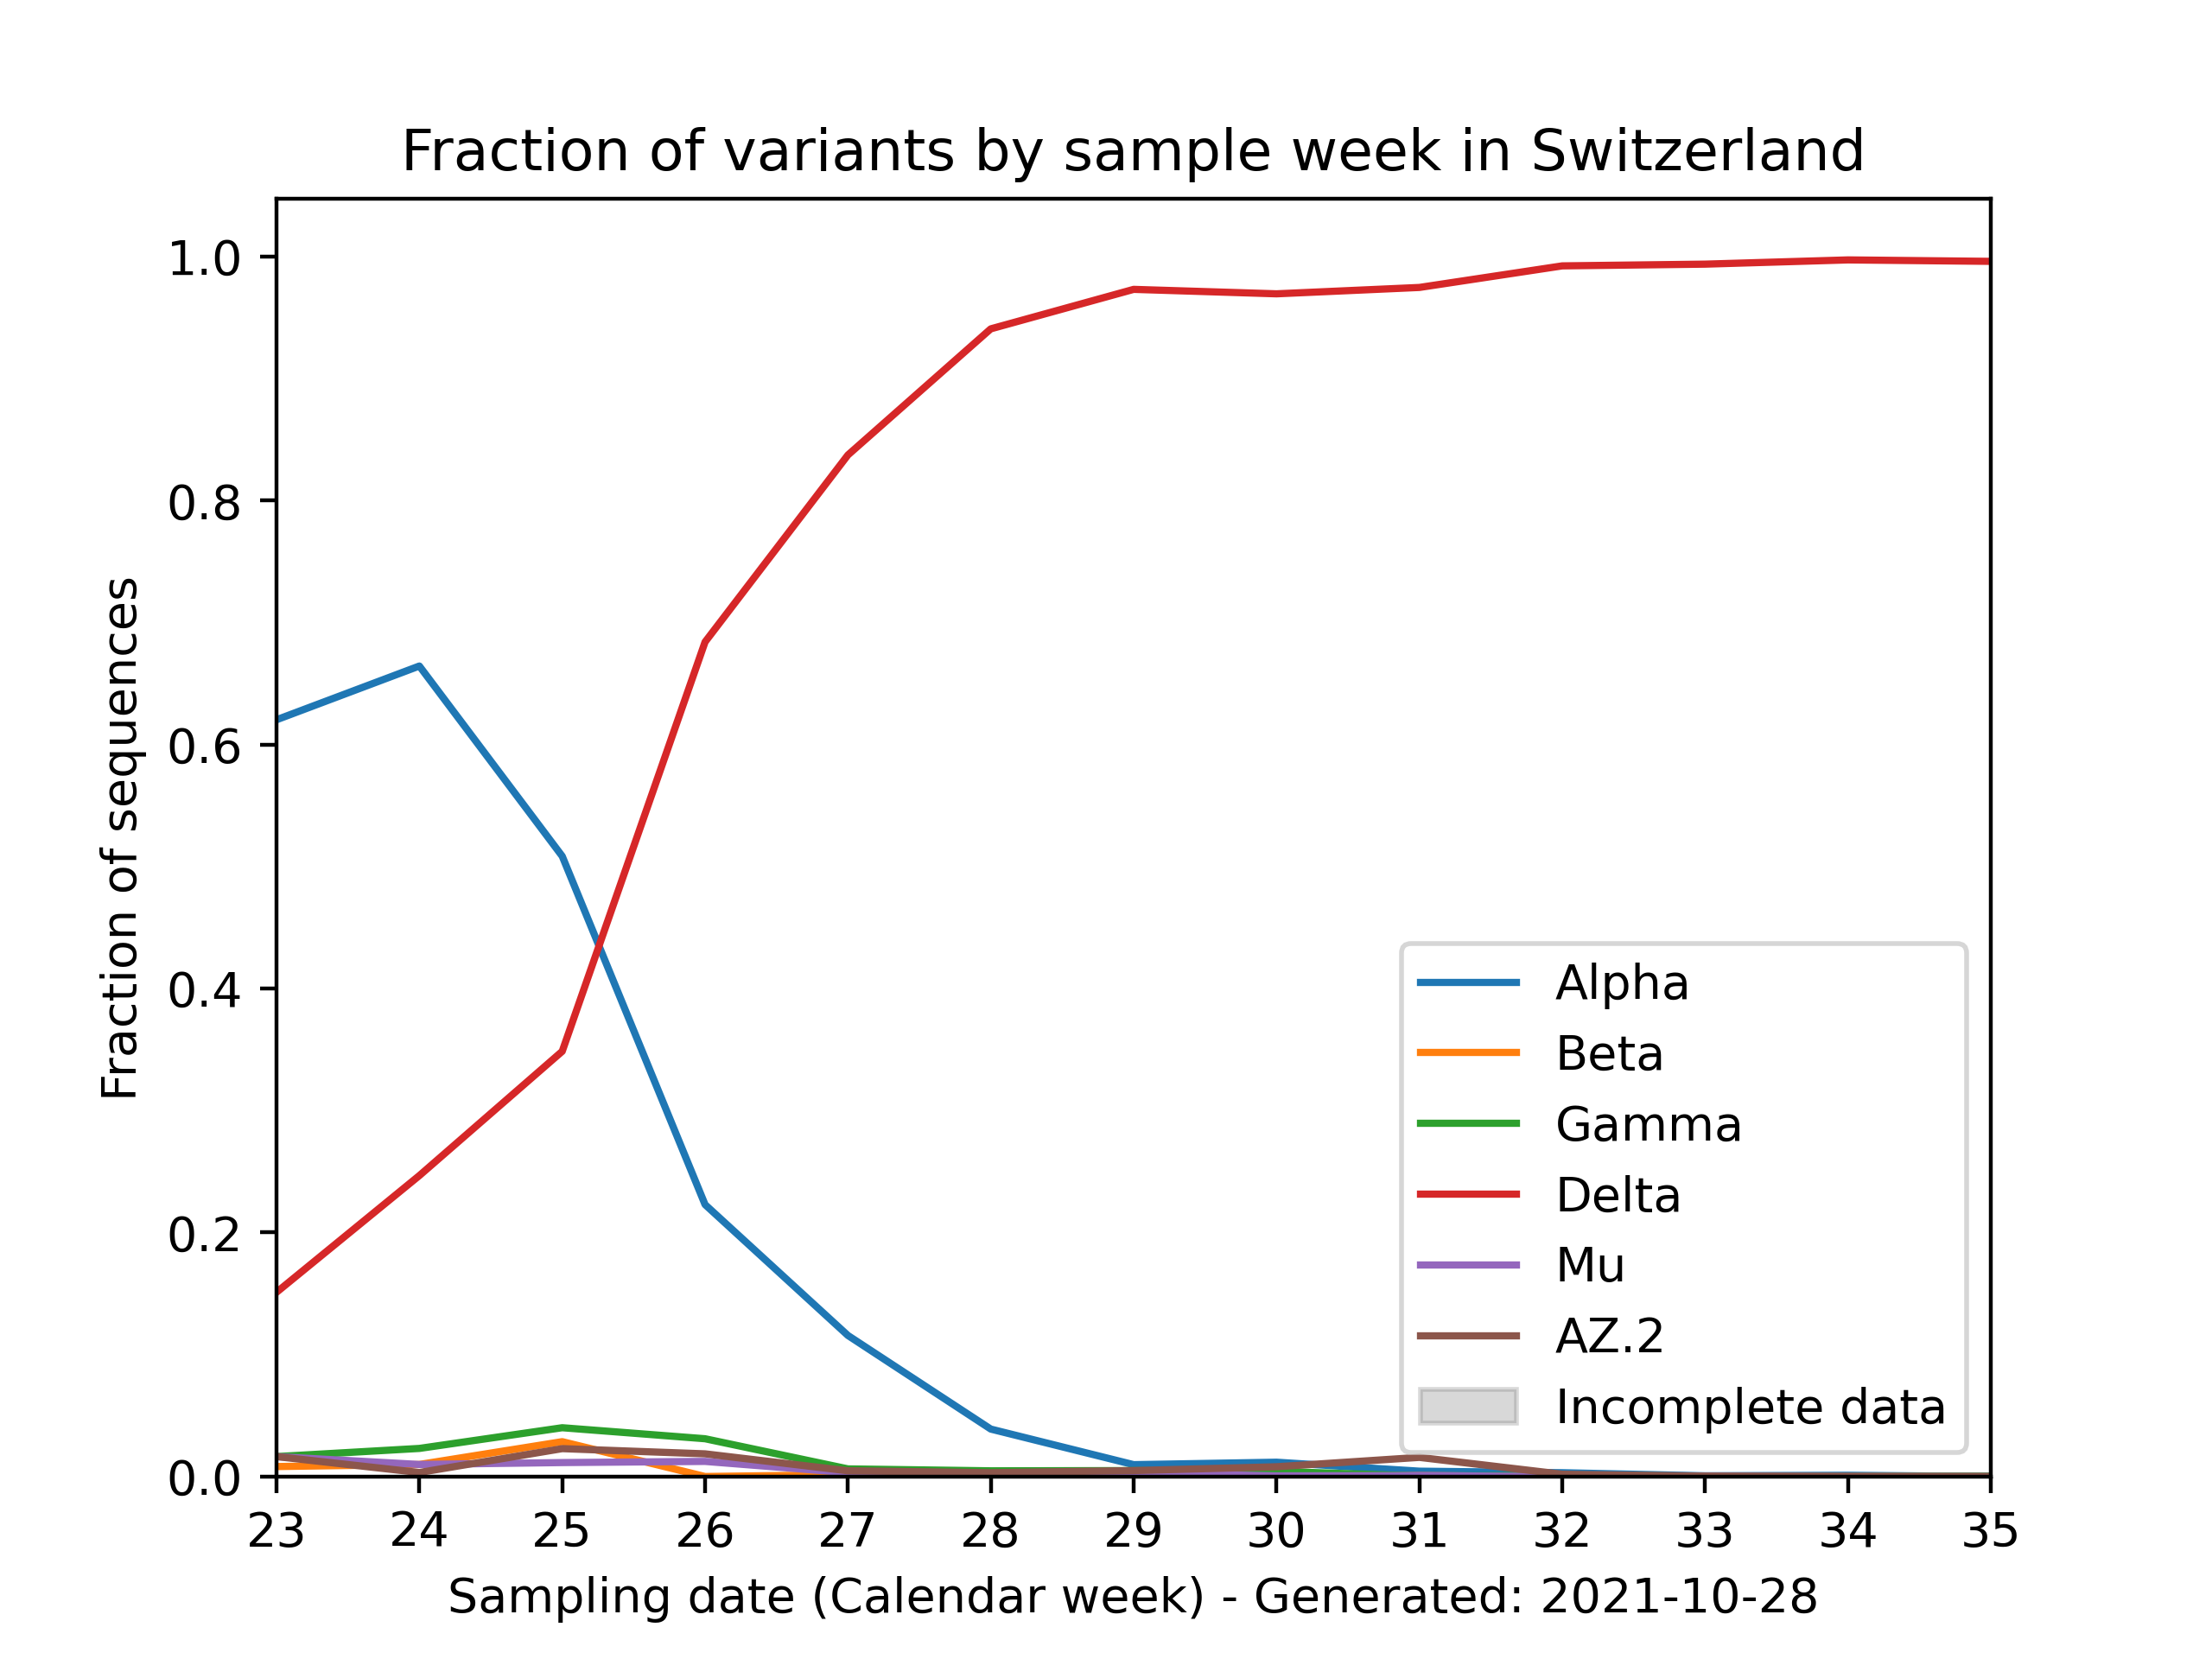 Fraction of variants by sample week in Switzerland
Fraction of sequences
1.0
0.8
0.6
0.4
0.2
0.0
Alpha
Beta
Gamma
Delta
Mu
AZ.2
Incomplete data
23 24 25 26 27 28 29 30 31 32 33 34 35
Sampling date (Calendar week) - Generated: 2021-10-28